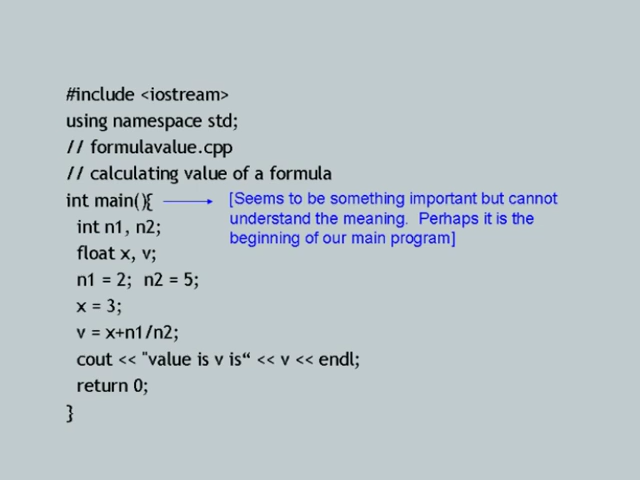 #include <iostream>
using namespace std;
// formulavalue.cpp
// calculating value of a formula
int main(){
[Seems to be something important but cannot
understand the meaning.  Perhaps it is the
beginning of our main program]
int n1, n2;
float x, v;
n1 = 2;  n2 = 5;
x = 3;
v = x+n1/n2;
cout << "value is v is“ << v << endl;
return 0;
}